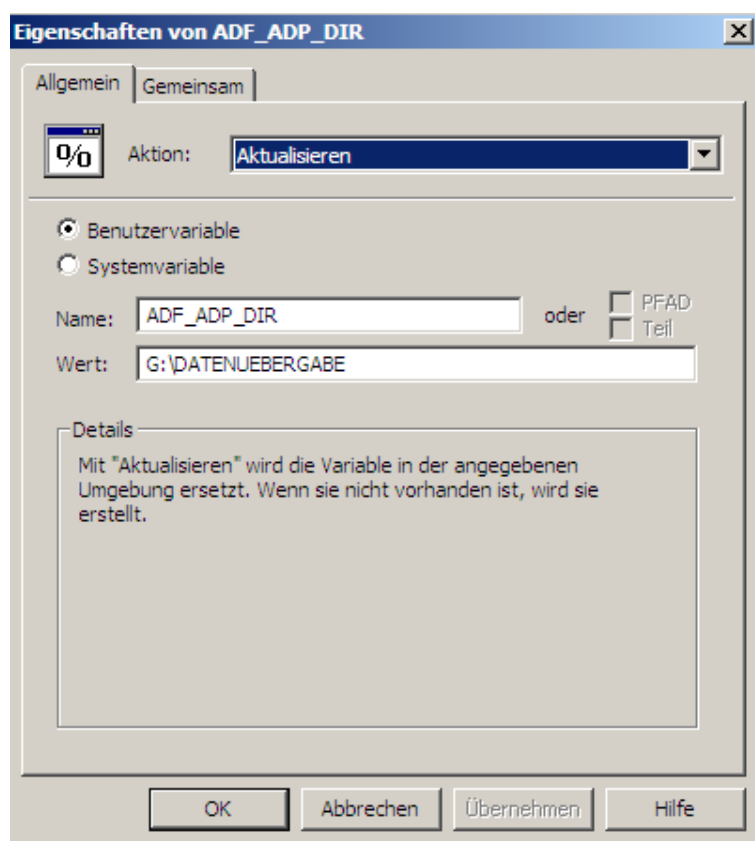 Eigenschaften von ADF_ADP_DIR
Allgemein Gemeinsam
% Aktion: Aktualisieren
Benutzervariable
Systemvariable
Name: ADF_ADP_DIR oder PFAD
Teil
Wert: G:\DATENUEBERGABE
Details
Mit "Aktualisieren" wird die Variable in der angegebenen
Umgebung ersetzt. Wenn sie nicht vorhanden ist, wird sie
erstellt.
OK Abbrechen Übernehmen Hilfe